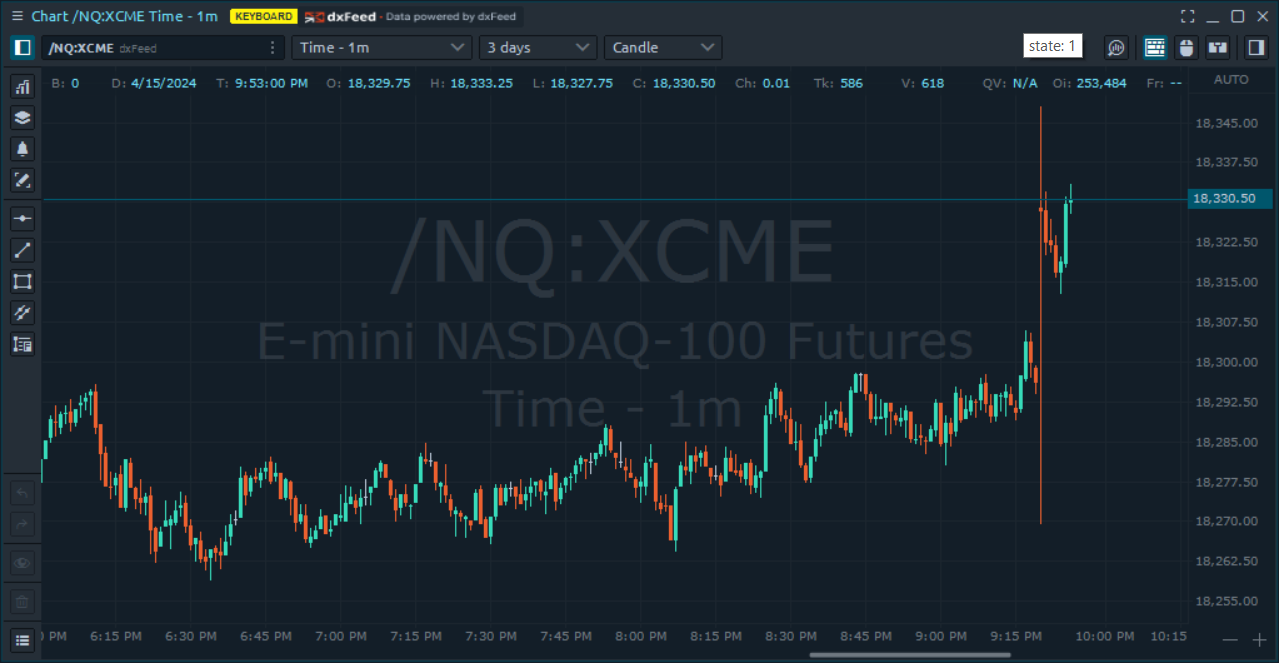 Chart /NQ:XCME Time - 1m KEYBOARD dxFeed - Data powered by dxFeed
/NQ:XCME dxFeed Time - 1m 3 days Candle state: 1
B: 0 D: 4/15/2024 T: 9:53:00 PM O: 18,329.75 H: 18,333.25 L: 18,327.75 C: 18,330.50 Ch: 0.01 Tk: 586 V: 618 QV: N/A Oi: 253,484 Fr: -- AUTO
18,345.00
18,337.50
18,330.50
18,322.50
18,315.00
18,307.50
18,300.00
18,292.50
18,285.00
18,277.50
18,270.00
18,262.50
18,255.00
/NQ:XCME
E-mini NASDAQ-100 Futures
Time - 1m
PM 6:15 PM 6:30 PM 6:45 PM 7:00 PM 7:15 PM 7:30 PM 7:45 PM 8:00 PM 8:15 PM 8:30 PM 8:45 PM 9:00 PM 9:15 PM 10:00 PM 10:15